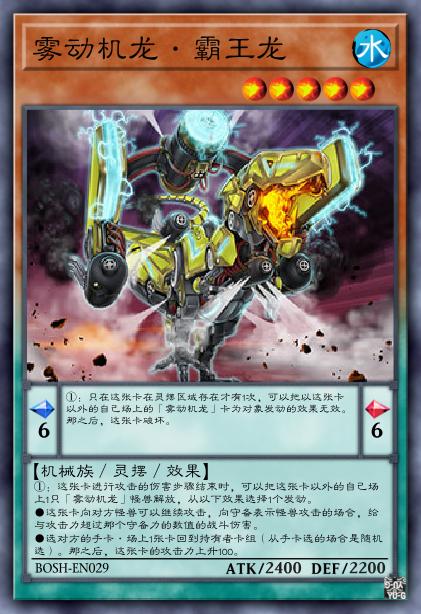 雾动机龙·霸王龙
水
①：只在这张卡在灵摆区域存在才有1次，可以把以这张卡
以外的自己场上的「雾动机龙」卡为对象发动的效果无效。
那之后，这张卡破坏。
6
6
【机械族／灵摆／效果】
①：这张卡进行攻击的伤害步骤结束时，可以把这张卡以外的自己场
上1只「雾动机龙」怪兽解放，从以下效果选择1个发动。
●这张卡向对方怪兽可以继续攻击，向守备表示怪兽攻击的场合，给
与攻击力超过那个守备力的数值的战斗伤害。
●选对方的手卡·场上1张卡回到持有者卡组（从手卡选的场合是随机
选）。那之后，这张卡的攻击力上升100。
BOSH-EN029
ATK/2400 DEF/2200